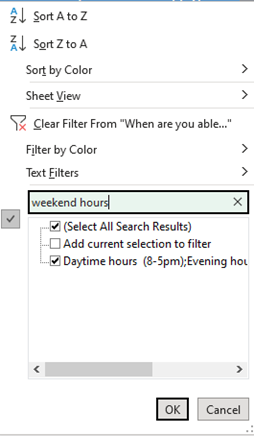 Sort A to Z
Sort Z to A
Sort by Color
Sheet View
Clear Filter From "When are you able..."
Filter by Color
Text Filters
weekend hours
(Select All Search Results)
Add current selection to filter
Daytime hours (8-5pm);Evening hou
OK
Cancel